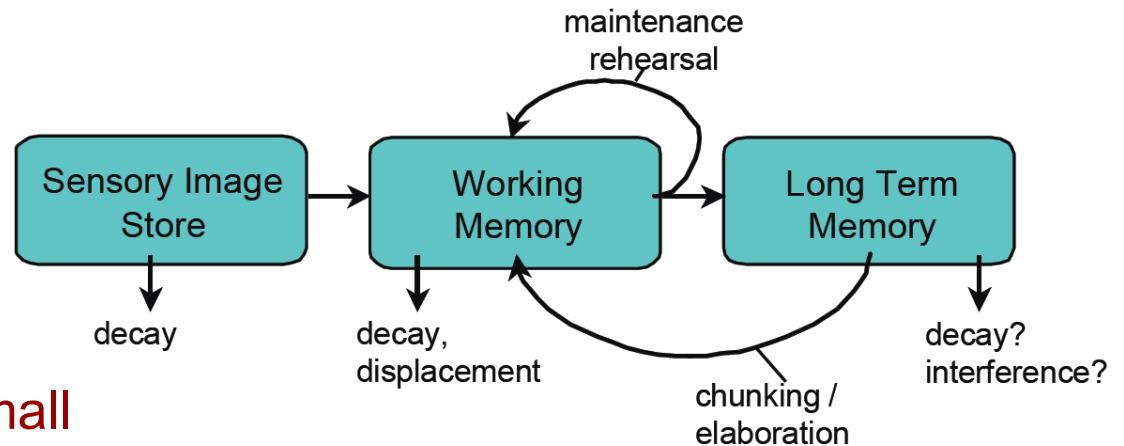 maintenance
rehearsal
Sensory Image
Store
Working
Memory
Long Term
Memory
decay
decay,
displacement
decay?
interference?
chunking /
elaboration